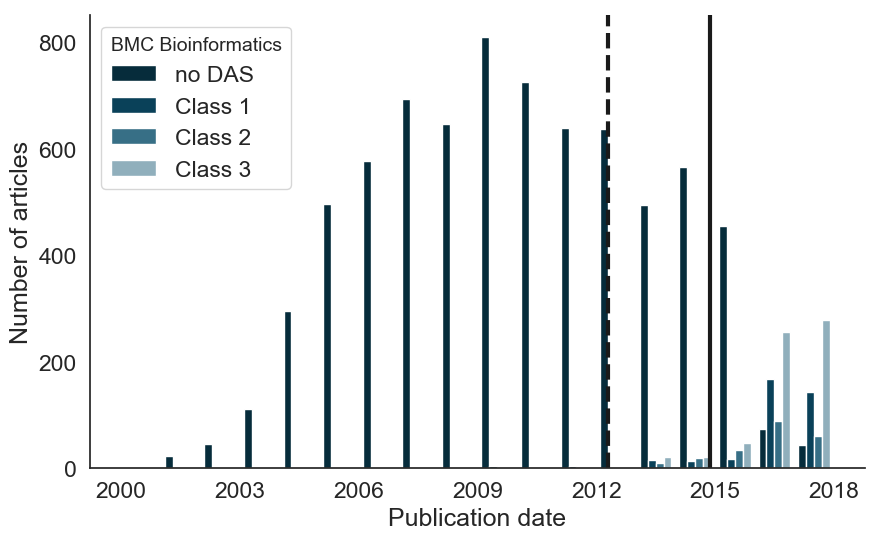 BMC Bioinformatics
no DAS
Class 1
Class 2
Class 3
Number of articles
800
600
400
200
0
2000 2003 2006 2009 2012 2015 2018
Publication date